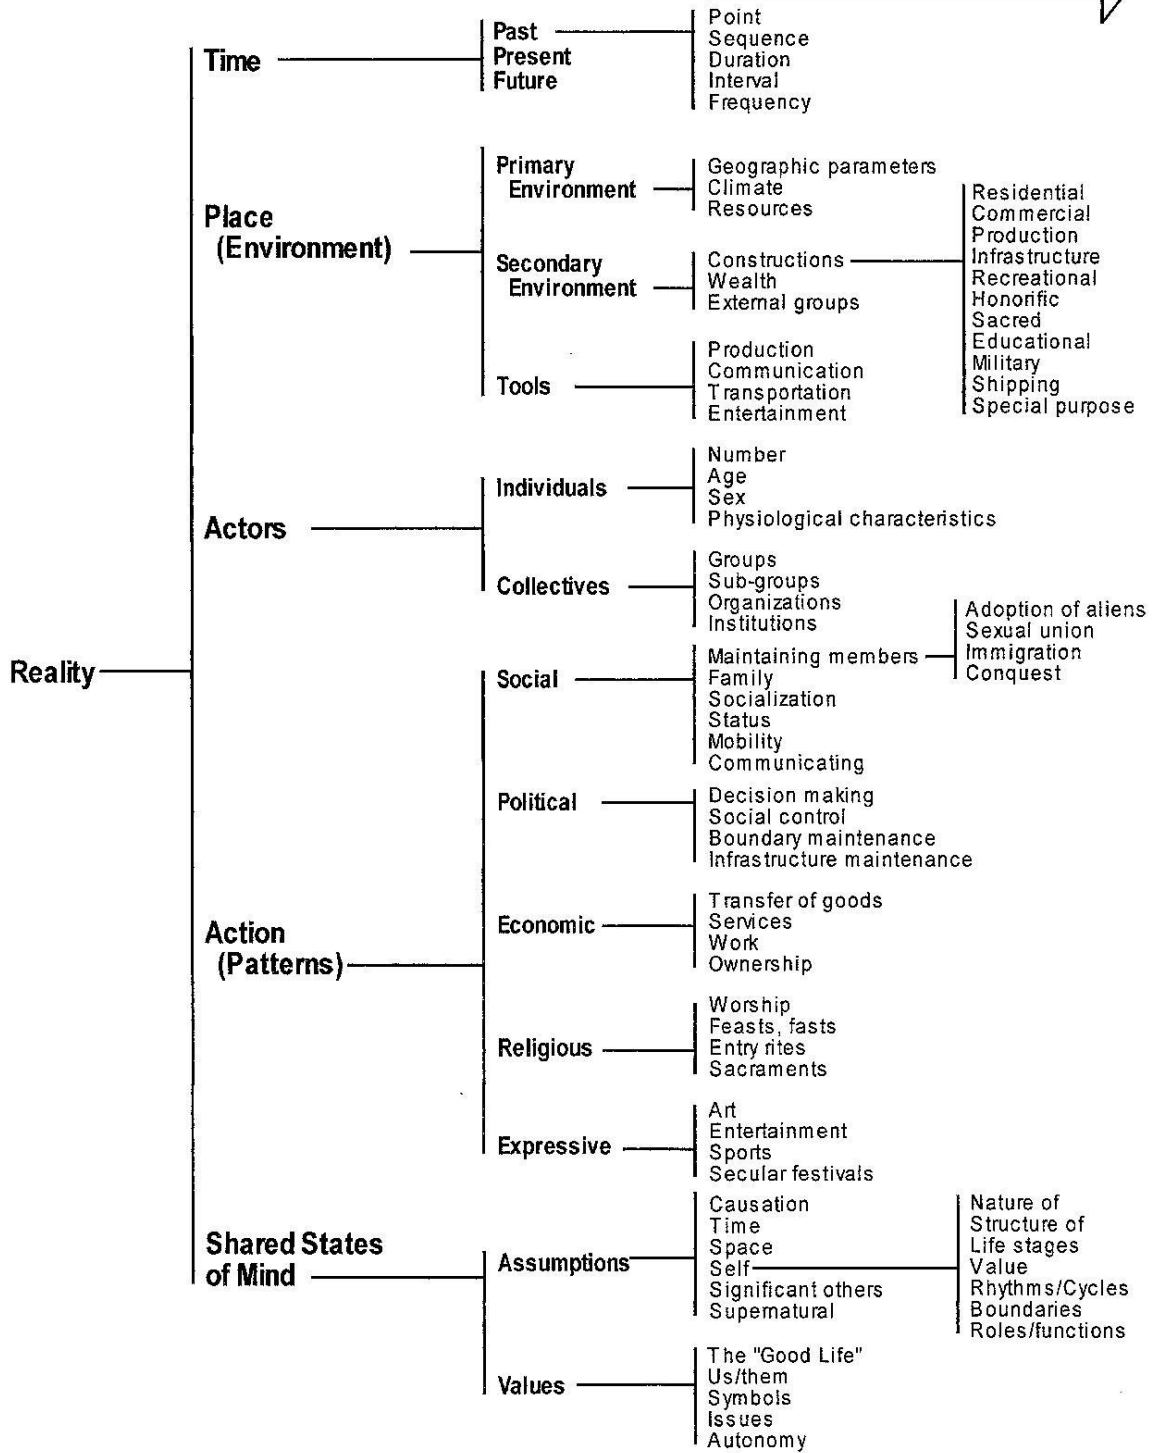 Reality
Time
Past
Present
Future
Point
Sequence
Duration
Interval
Frequency
Place
(Environment)
Primary
Environment
Geographic parameters
Climate
Resources
Secondary
Environment
Constructions
Wealth
External groups
Residential
Commercial
Production
Infrastructure
Recreational
Honorific
Sacred
Educational
Military
Shipping
Special purpose
Tools
Production
Communication
Transportation
Entertainment
Actors
Individuals
Number
Age
Sex
Physiological characteristics
Collectives
Groups
Sub-groups
Organizations
Institutions
Action
(Patterns)
Social
Maintaining members
Family
Socialization
Status
Mobility
Communicating
Adoption of aliens
Sexual union
Immigration
Conquest
Political
Decision making
Social control
Boundary maintenance
Infrastructure maintenance
Economic
Transfer of goods
Services
Work
Ownership
Religious
Worship
Feasts, fasts
Entry rites
Sacraments
Expressive
Art
Entertainment
Sports
Secular festivals
Shared States
of Mind
Assumptions
Causation
Time
Space
Self
Significant others
Supernatural
Nature of
Structure of
Life stages
Value
Rhythms/Cycles
Boundaries
Roles/functions
Values
The "Good Life"
Us/them
Symbols
Issues
Autonomy